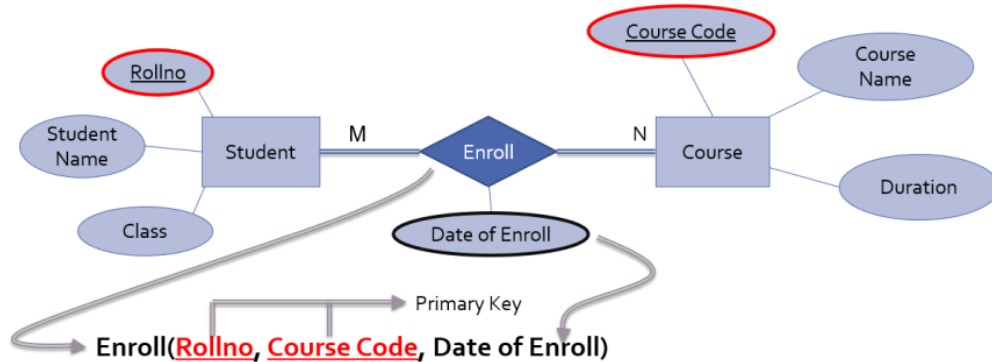 Course Code
Rollno
Course
Name
Student
Name
M
N
Student
Enroll
Course
Duration
Class
Date of Enroll
Primary Key
Enroll(Rollno, Course Code, Date of Enroll)